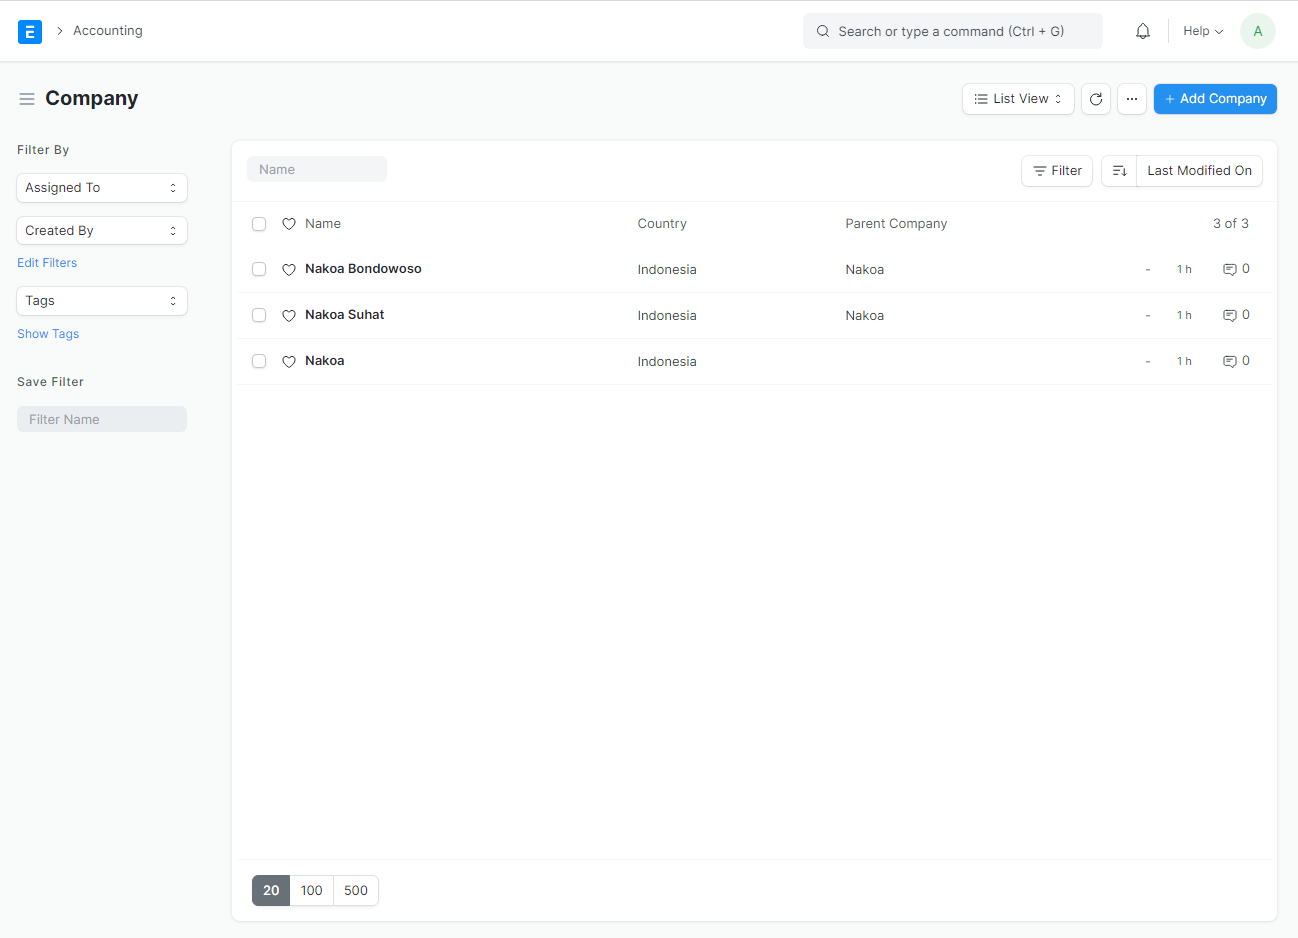 E Accounting Search or type a command (Ctrl + G) Help A
Company List View ... + Add Company
Filter By
Assigned To
Created By
Edit Filters
Tags
Show Tags
Save Filter
Filter Name
Name Filter Last Modified On
Name Country Parent Company 3 of 3
Nakoa Bondowoso Indonesia Nakoa - 1 h 0
Nakoa Suhat Indonesia Nakoa - 1 h 0
Nakoa Indonesia - 1 h 0
20 100 500